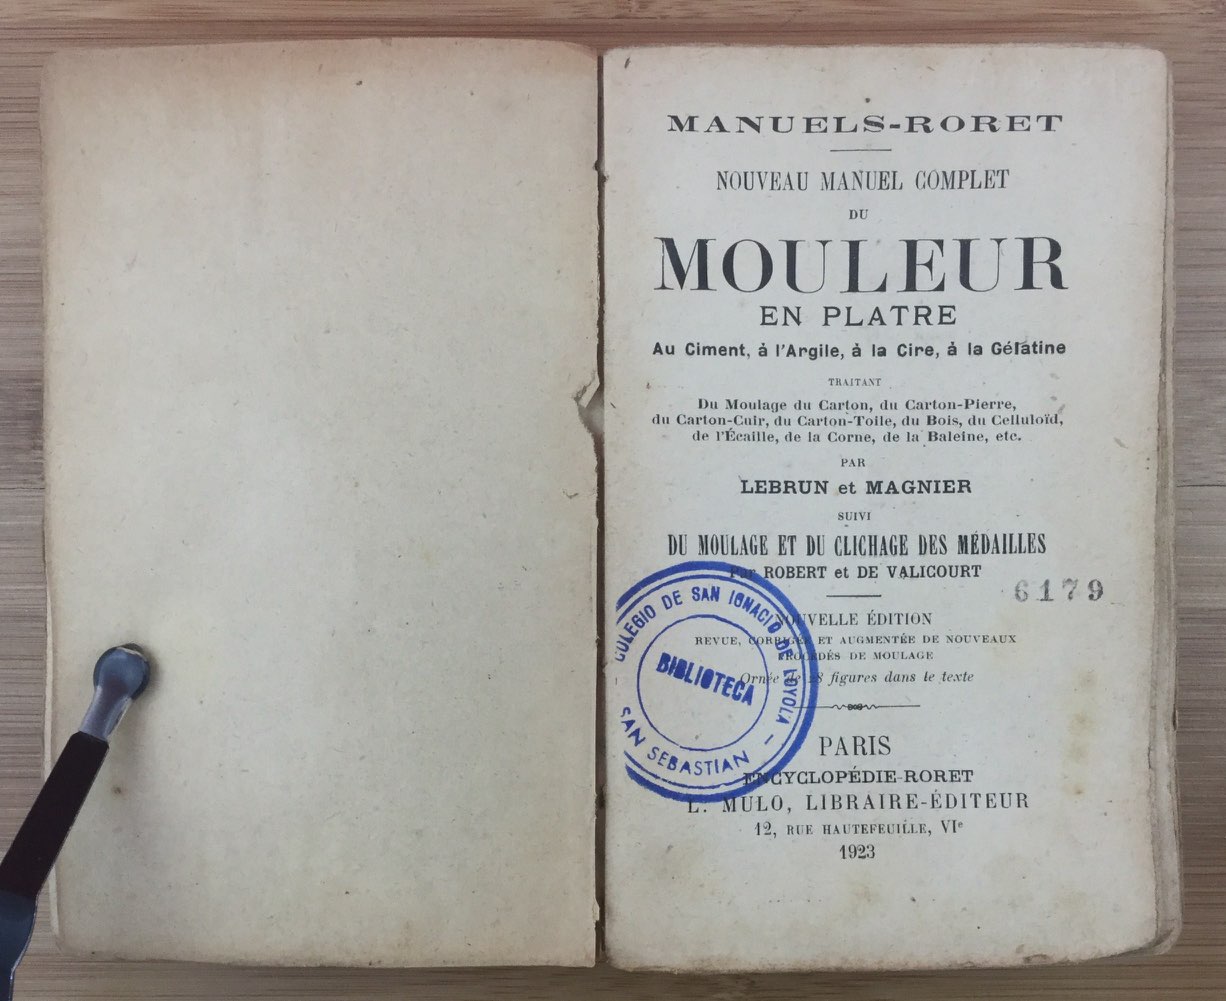 MANUELS-RORET
NOUVEAU MANUEL COMPLET
DU
MOULEUR
EN PLATRE
Au Ciment, à l'Argile, à la Cire, à la Gélatine
TRAITANT
Du Moulage du Carton, du Carton-Pierre,
du Carton-Cuir, du Carton-Toile, du Bois, du Celluloïd,
de l'Écaille, de la Corne, de la Baleine, etc.
PAR
LEBRUN et MAGNIER
SUIVI
DU MOULAGE ET DU CLICHAGE DES MÉDAILLES
Par ROBERT et DE VALICOURT
6179
NOUVELLE ÉDITION
REVUE, CORRIGÉE ET AUGMENTÉE DE NOUVEAUX
PROCÉDÉS DE MOULAGE
Ornée de figures dans le texte
COLEGIO DE SAN IGNACIO DE LOYOLA
BIBLIOTECA
- SAN SEBASTIAN -
PARIS
ENCYCLOPÉDIE-RORET
L. MULO, LIBRAIRE-ÉDITEUR
12, RUE HAUTEFEUILLE, VIe
1923